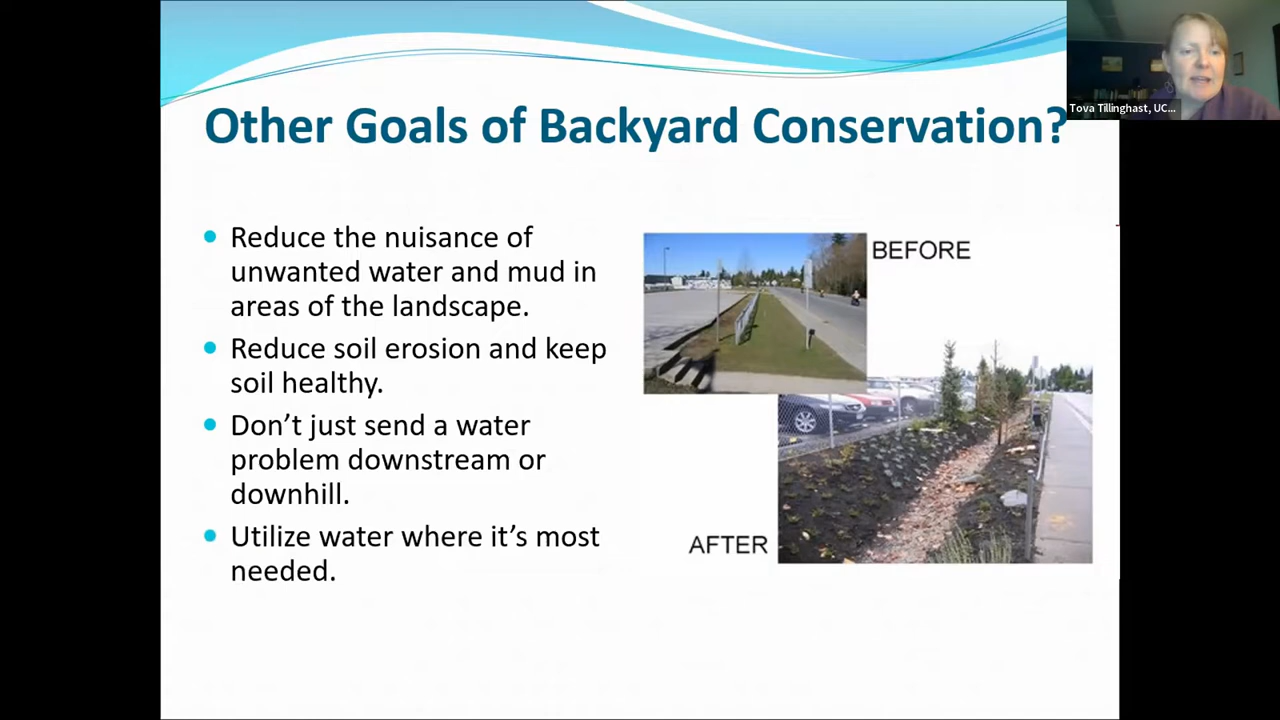 Tova Tillinghast, UC...
Other Goals of Backyard Conservation?
Reduce the nuisance of
unwanted water and mud in
areas of the landscape.
Reduce soil erosion and keep
soil healthy.
Don’t just send a water
problem downstream or
downhill.
Utilize water where it’s most
needed.
BEFORE
AFTER